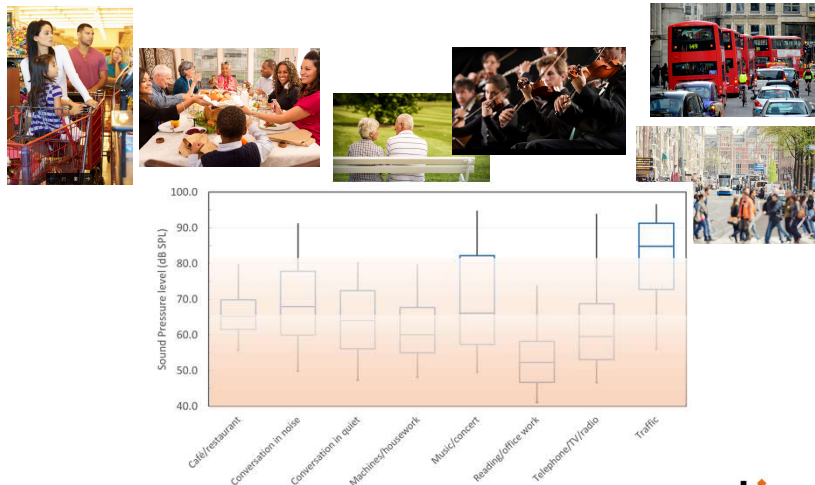 149
100.0
90.0
80.0
70.0
60.0
50.0
40.0
Sound Pressure level (dB SPL)
Café/restaurant
Conversation in noise
Conversation in quiet
Machines/housework
Music/concert
Reading/office work
Telephone/TV/radio
Traffic